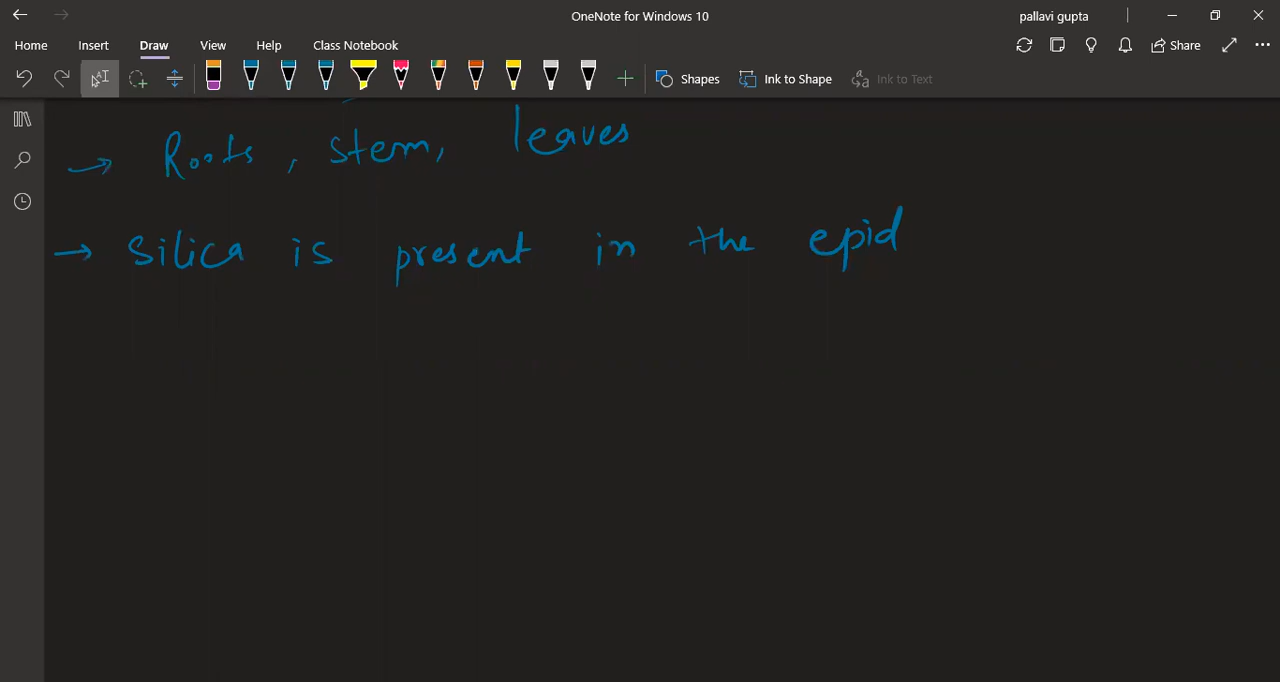 OneNote for Windows 10
pallavi gupta
Home Insert Draw View Help Class Notebook
Share
Shapes Ink to Shape Ink to Text
→ Roots, stem, leaves
→ Silica is present in the epid